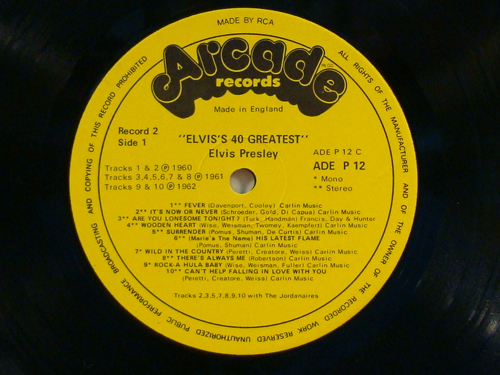 MADE BY RCA
ALL RIGHTS OF THE MANUFACTURER AND OF THE OWNER OF THE RECORDED WORK RESERVED UNAUTHORIZED PUBLIC PERFORMANCE BROADCASTING AND COPYING OF THIS RECORD PROHIBITED
Arcade
records
Made in England
Record 2
Side 1
"ELVIS'S 40 GREATEST"
Elvis Presley
ADE P 12 C
ADE P 12
Tracks 1 & 2 ℗ 1960
Tracks 3,4,5,6,7 & 8 ℗ 1961
Tracks 9 & 10 ℗ 1962
* Mono
** Stereo
1** FEVER (Davenport, Cooley) Carlin Music
2** IT'S NOW OR NEVER (Schroeder, Gold, Di Capua) Carlin Music
3** ARE YOU LONESOME TONIGHT? (Turk, Handman) Francis, Day & Hunter
4** WOODEN HEART (Wise, Weisman, Twomey, Kaempfert) Carlin Music
5** SURRENDER (Pomus, Shuman, De Curtis) Carlin Music
6** (Marie's The Name) HIS LATEST FLAME
(Pomus, Shuman) Carlin Music
7* WILD IN THE COUNTRY (Peretti, Creatore, Weiss) Carlin Music
8** THERE'S ALWAYS ME (Robertson) Carlin Music
9* ROCK-A HULA BABY (Wise, Weisman, Fuller) Carlin Music
10** CAN'T HELP FALLING IN LOVE WITH YOU
(Peretti, Creatore, Weiss) Carlin Music
Tracks 2,3,5,7,8,9,10 with The Jordanaires